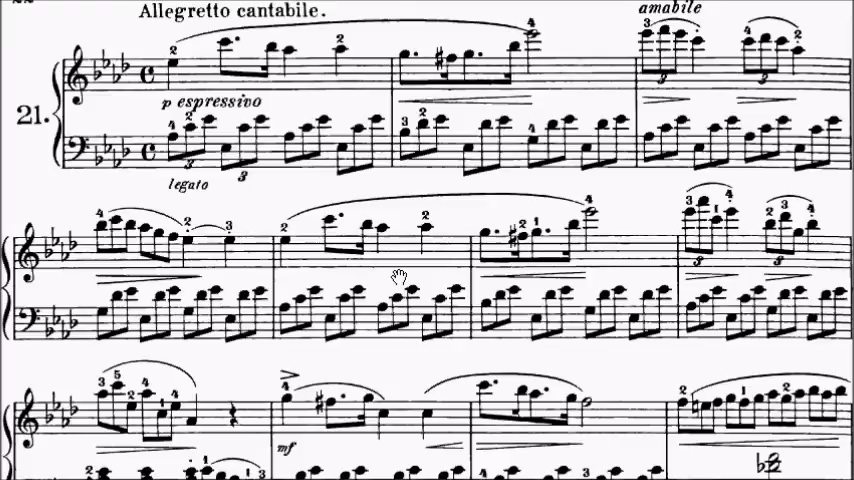 Allegretto cantabile.
amabile
21.
p espressivo
legato
mf